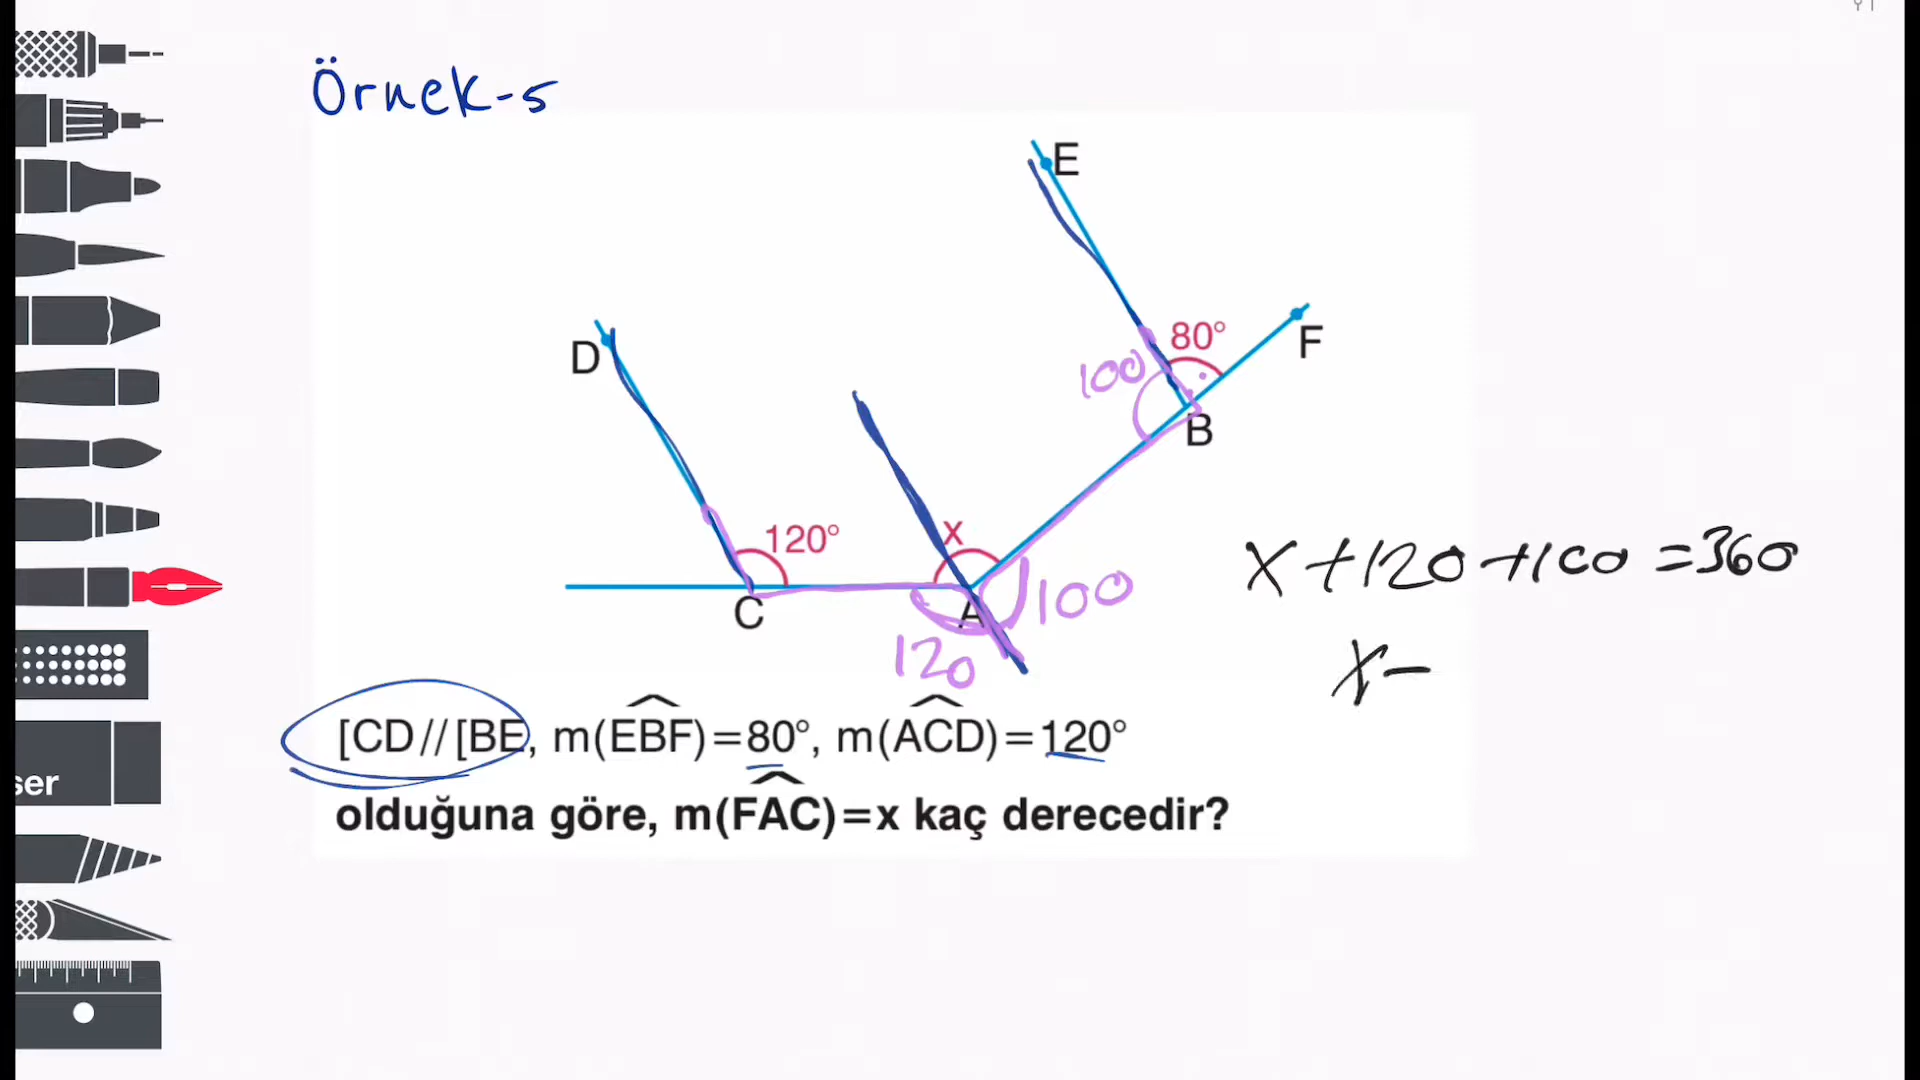 Örnek-5
E
80°
F
D
100
B
120°
x
C
A
100
120
x+120+100=360
x=
[CD//[BE, m(EBF)=80°, m(ACD)=120°
olduğuna göre, m(FAC)=x kaç derecedir?
ser